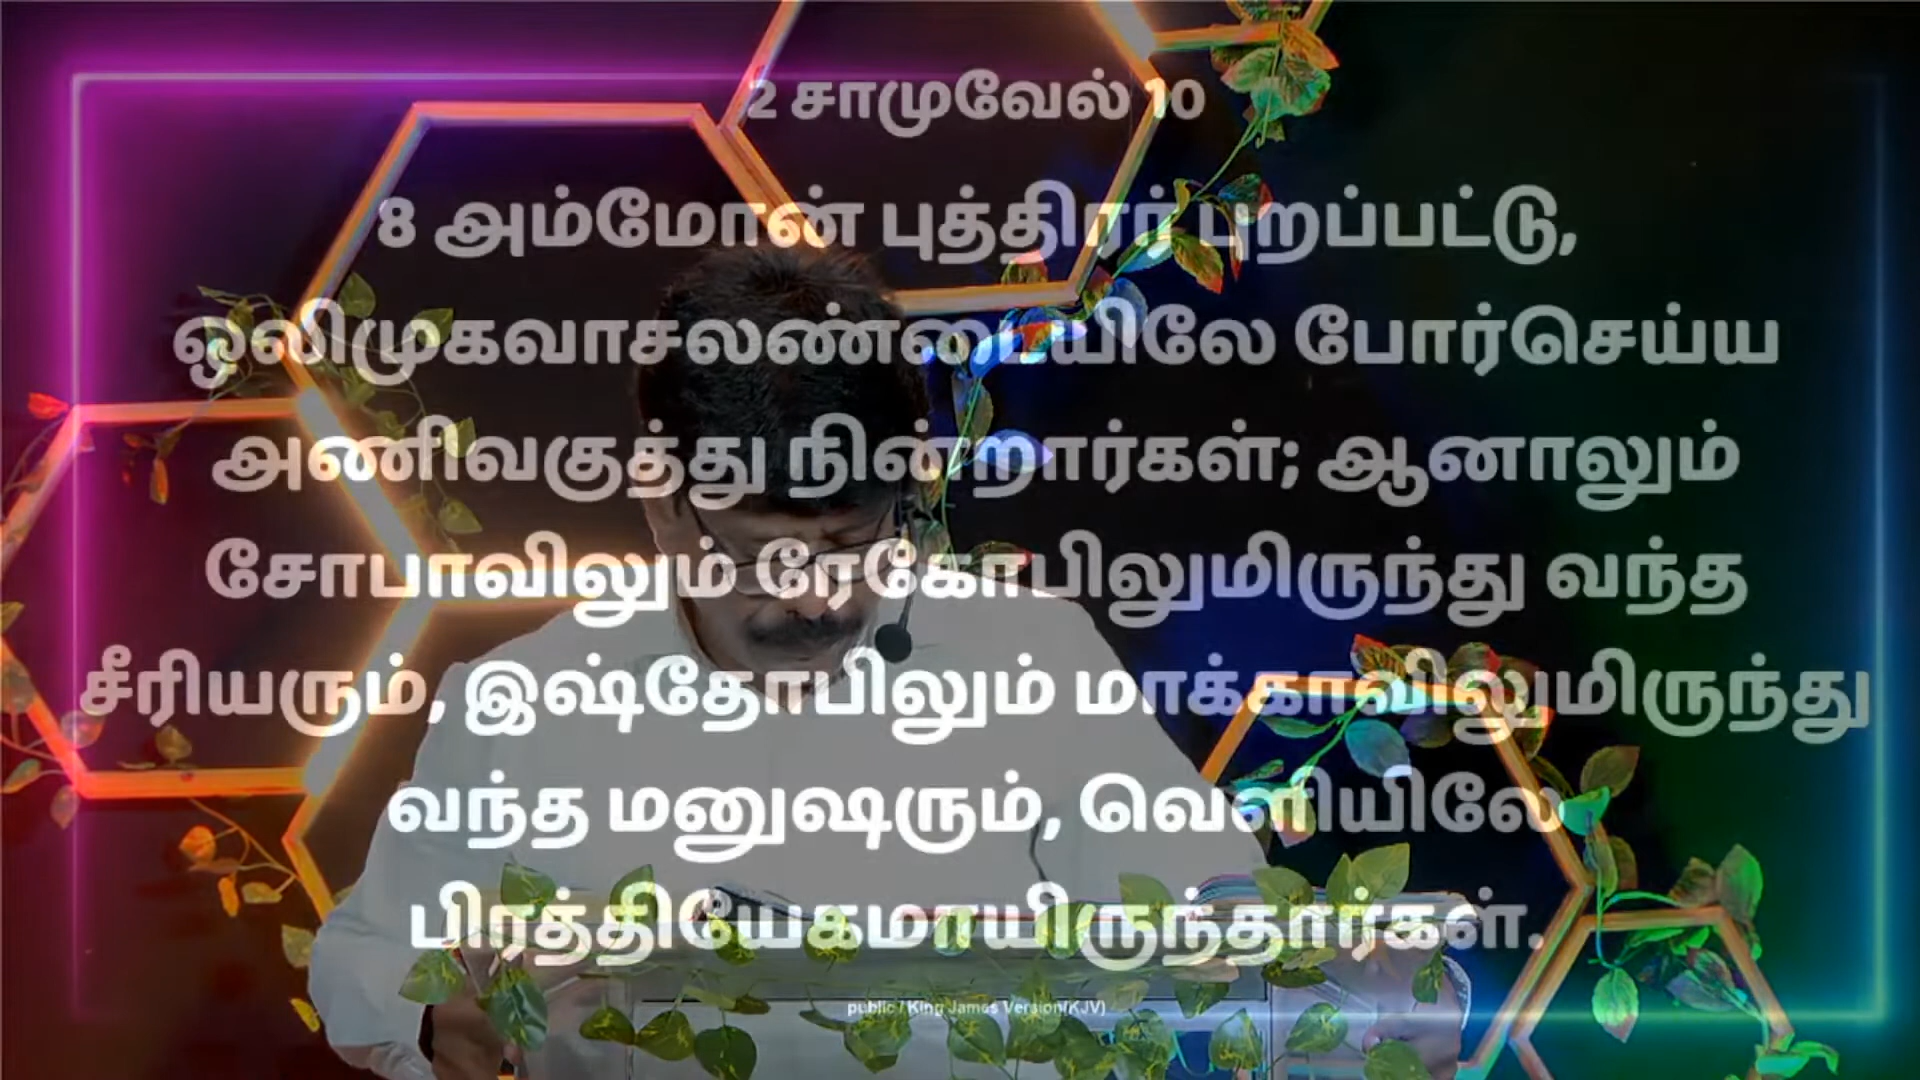 2 சாமுவேல் 10
8 அம்மோன் புத்திரர் புறப்பட்டு,
ஒலிமுகவாசலண்டையிலே போர்செய்ய
அணிவகுத்து நின்றார்கள்; ஆனாலும்
சோபாவிலும் ரேகோபிலுமிருந்து வந்த
சீரியரும், இஷ்தோபிலும் மாக்காவிலுமிருந்து
வந்த மனுஷரும், வெளியிலே
பிரத்தியேகமாயிருந்தார்கள்.
public / King James Version(KJV)